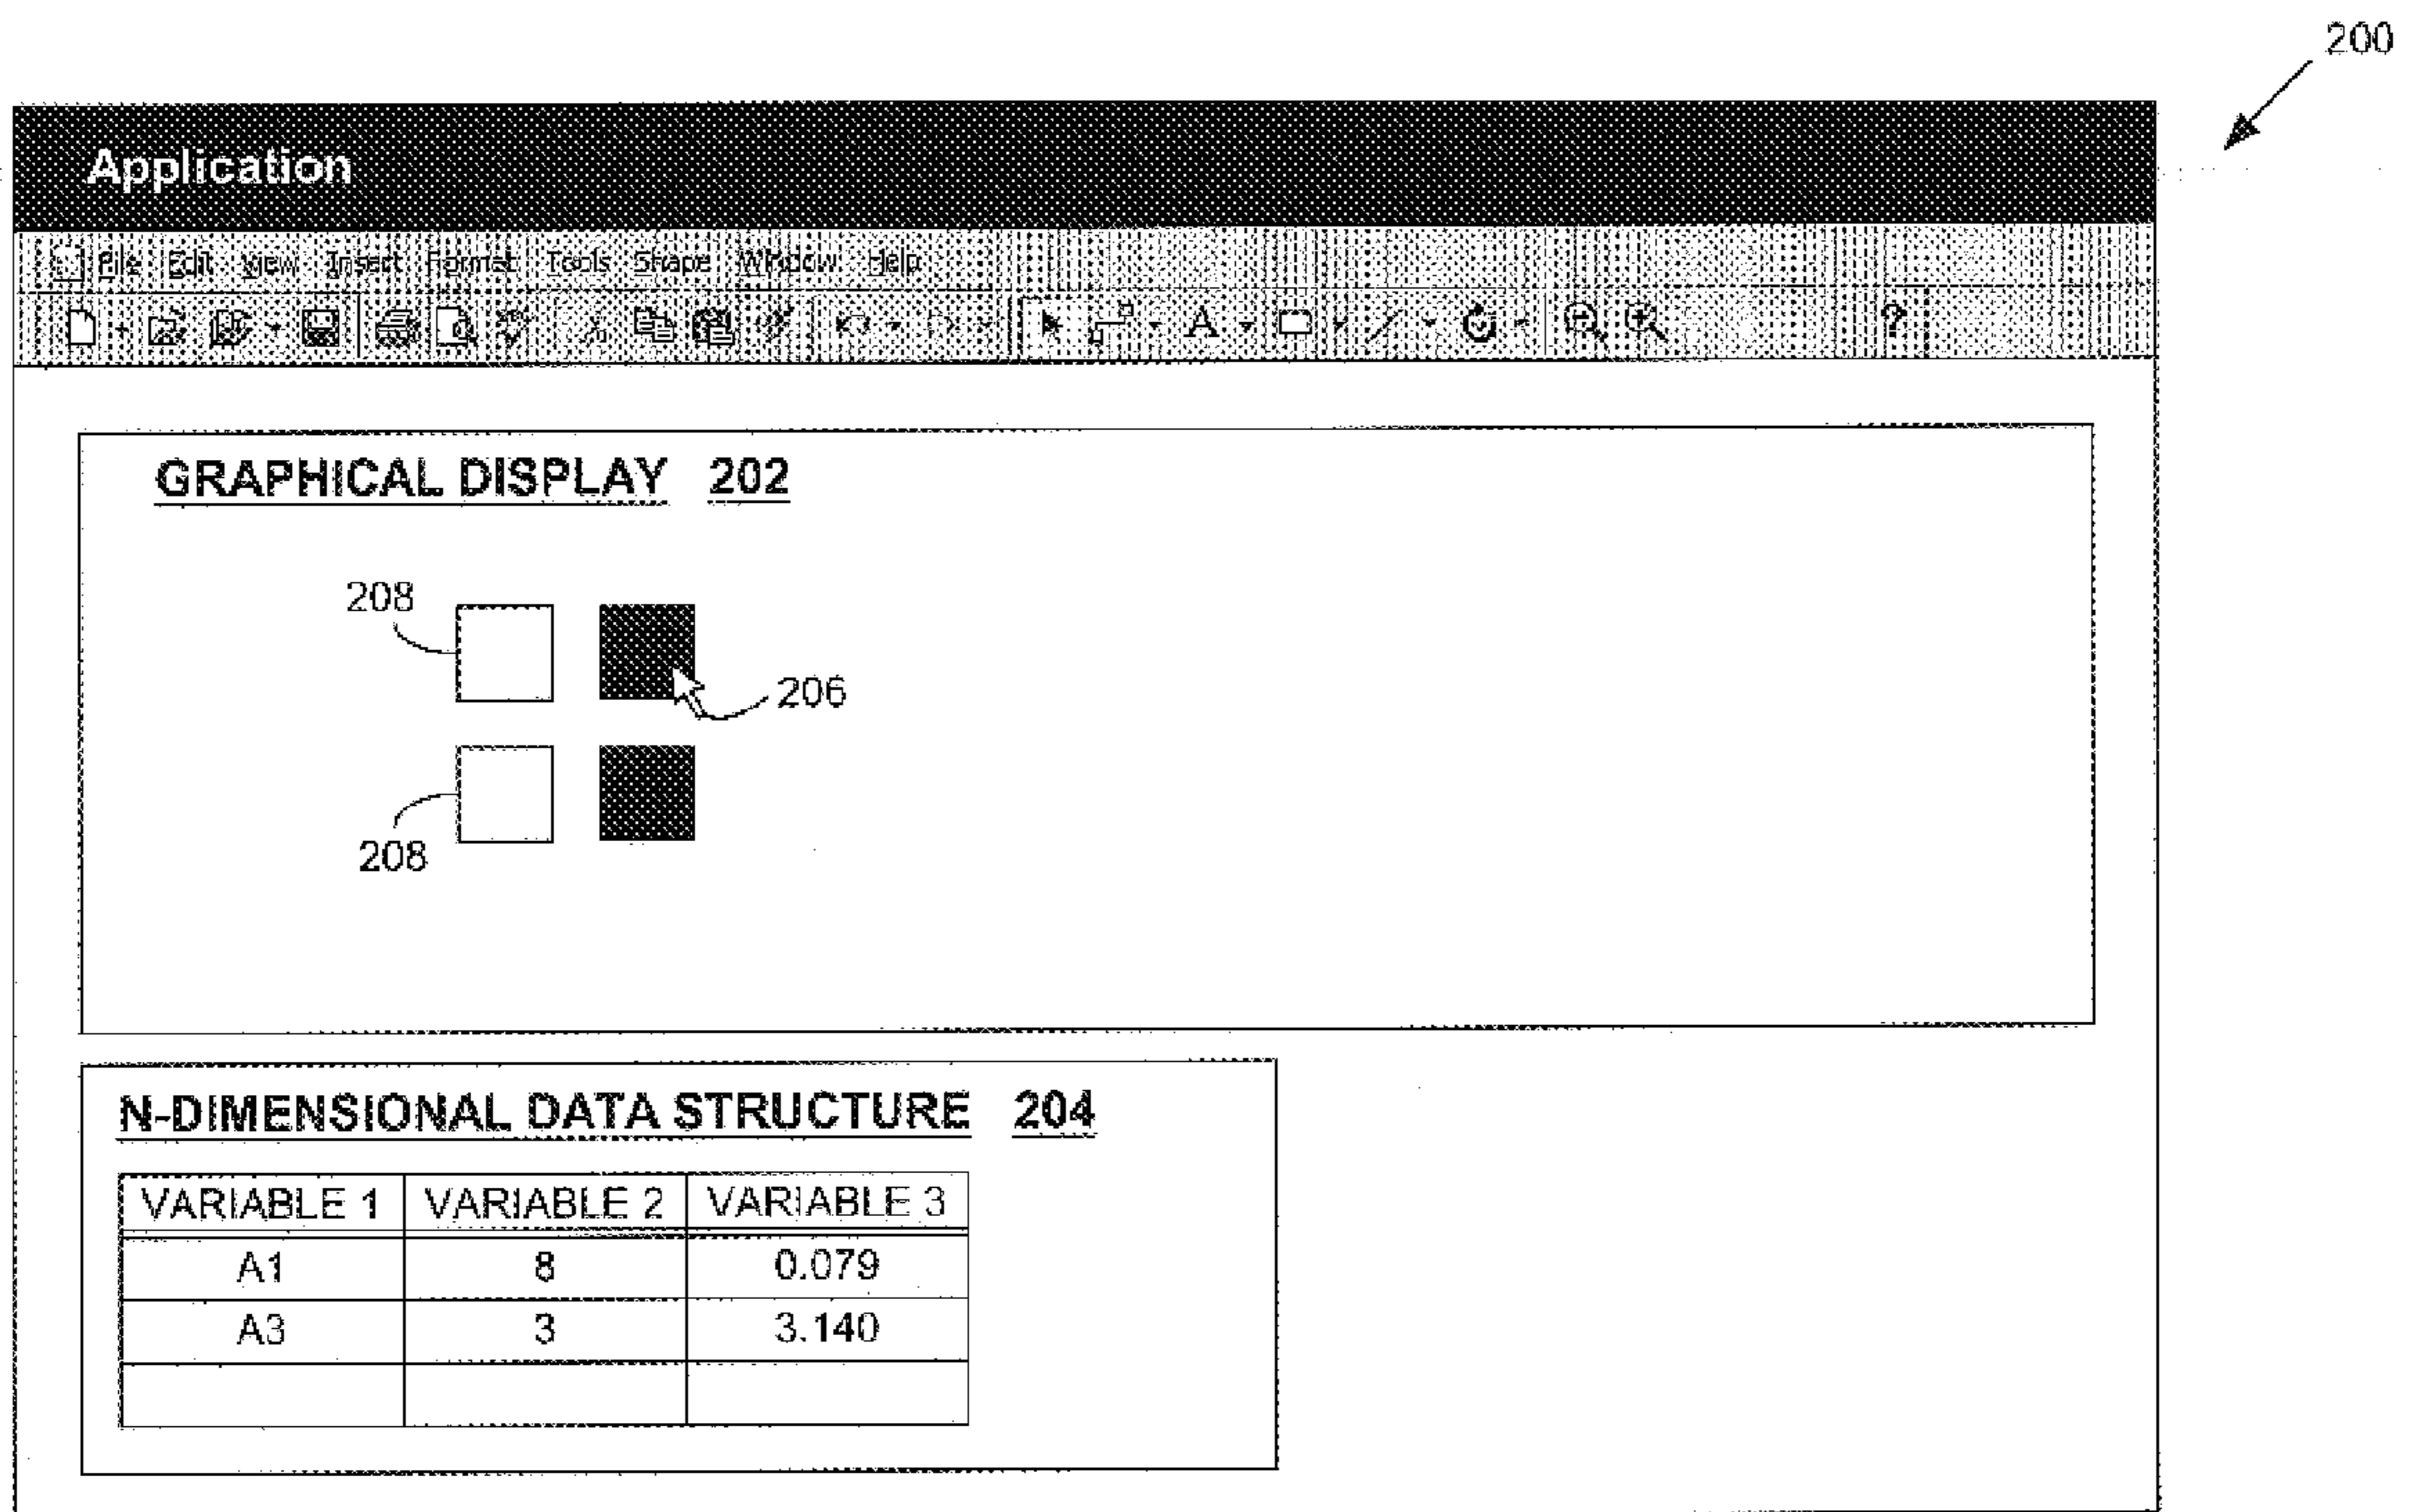 200
Application
File Edit View Insert Format Tools Shape Window Help
GRAPHICAL DISPLAY 202
208
206
208
N-DIMENSIONAL DATA STRUCTURE 204
VARIABLE 1 VARIABLE 2 VARIABLE 3
A1 8 0.079
A3 3 3.140